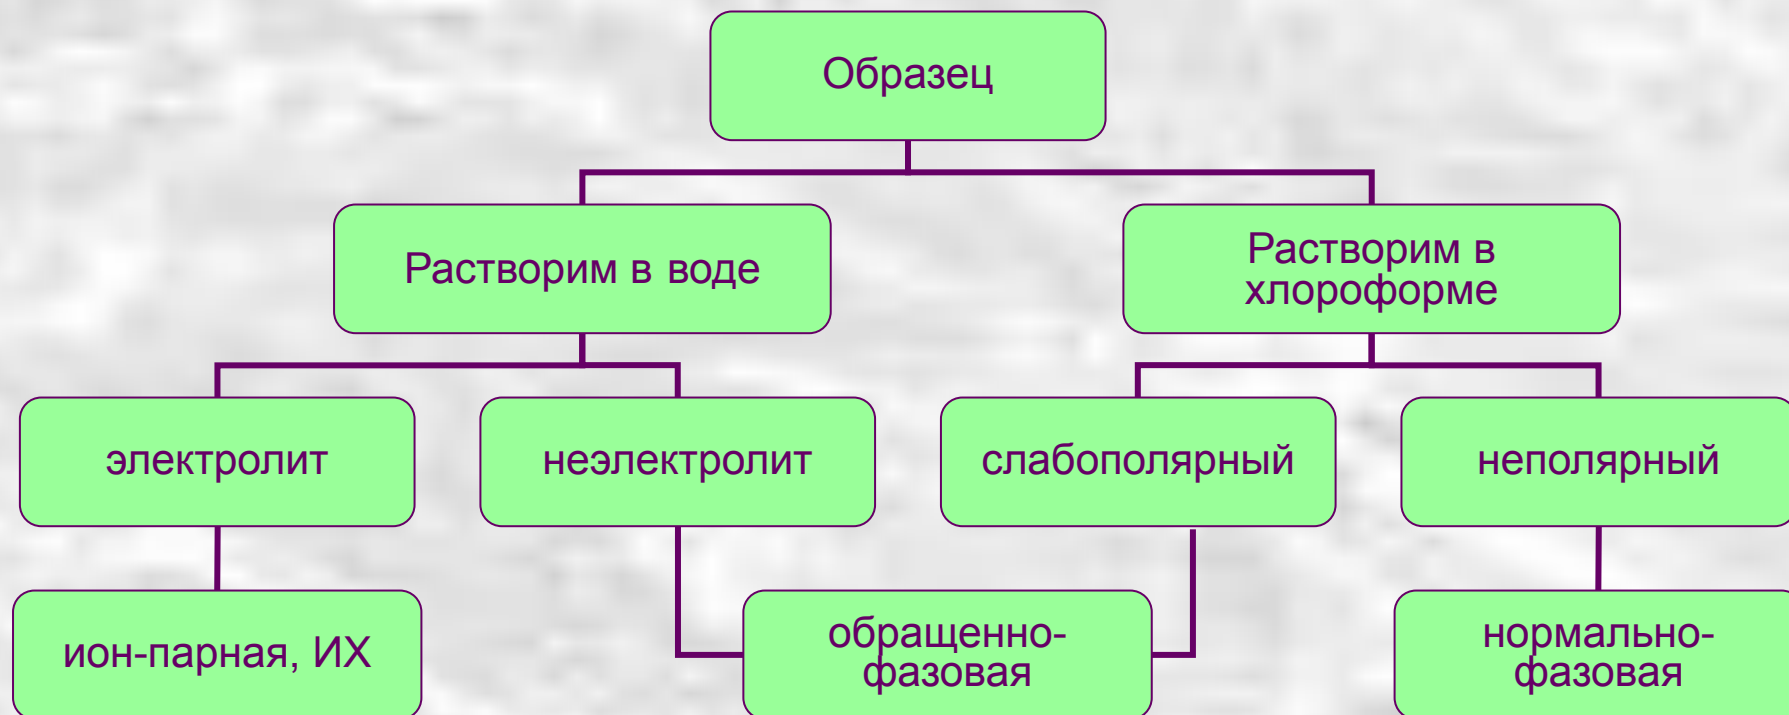 Образец
Растворим в воде
Растворим в
хлороформе
электролит
неэлектролит
слабополярный
неполярный
ион-парная, ИХ
обращенно-
фазовая
нормально-
фазовая